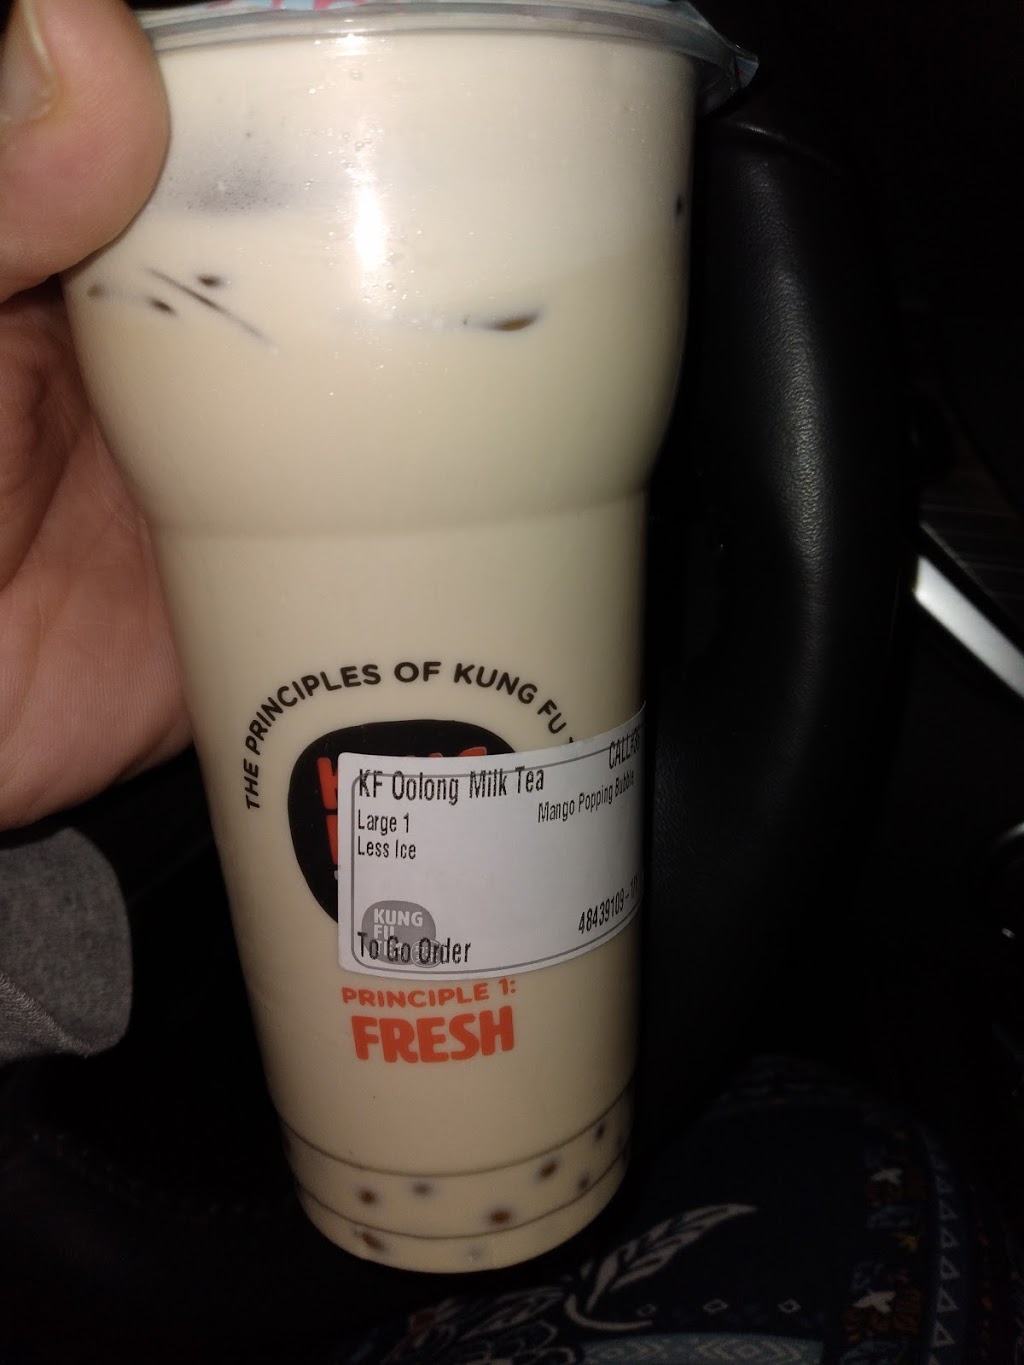 THE PRINCIPLES OF KUNG FU
KF Oolong Milk Tea
Mango Popping Bubble
Large 1
Less Ice
KUNG
FU
To Go Order
PRINCIPLE 1:
FRESH